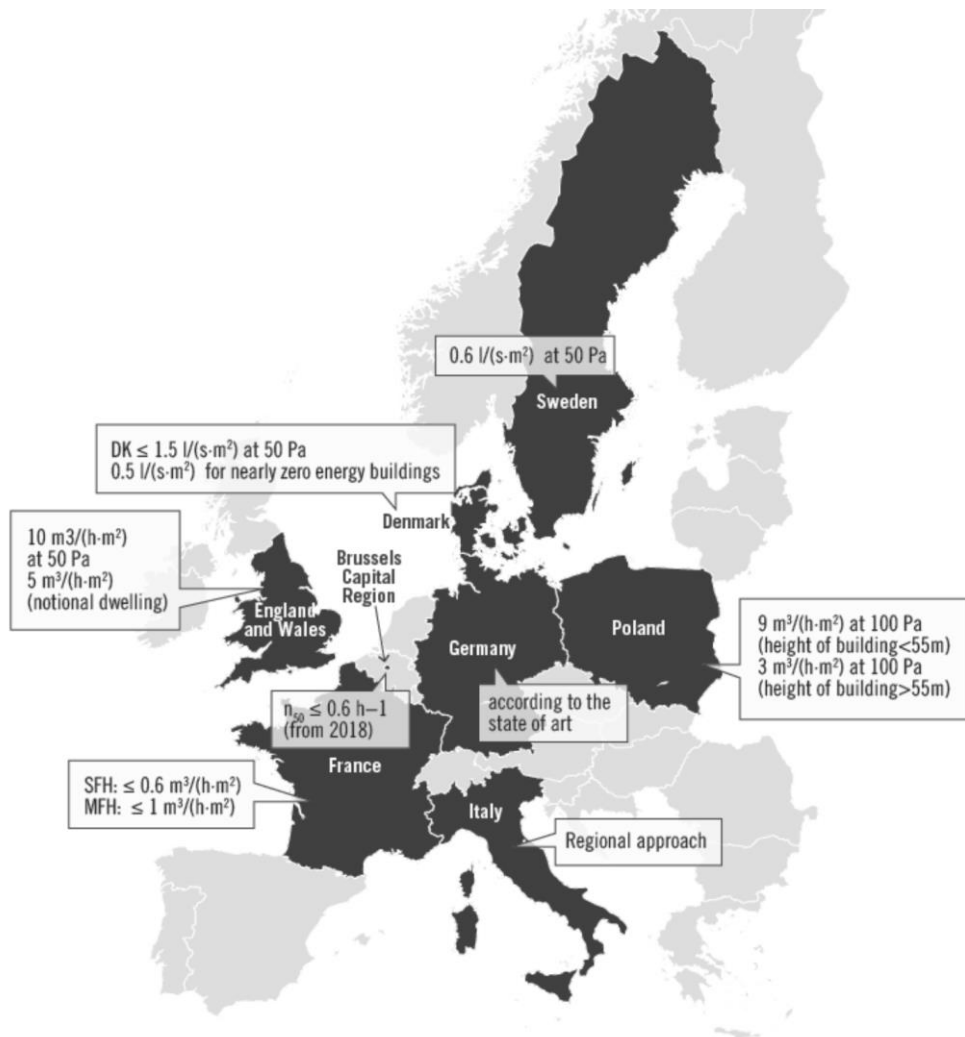 0.6 l/(s·m²) at 50 Pa
Sweden
DK ≤ 1.5 l/(s·m²) at 50 Pa
0.5 l/(s·m²) for nearly zero energy buildings
Denmark
10 m3/(h·m²)
at 50 Pa
5 m³/(h·m²)
(notional dwelling)
England
and Wales
Brussels
Capital
Region
Germany
Poland
9 m³/(h·m²) at 100 Pa
(height of building<55m)
3 m³/(h·m²) at 100 Pa
(height of building>55m)
n₅₀ ≤ 0.6 h–1
(from 2018)
according to the
state of art
France
SFH: ≤ 0.6 m³/(h·m²)
MFH: ≤ 1 m³/(h·m²)
Italy
Regional approach